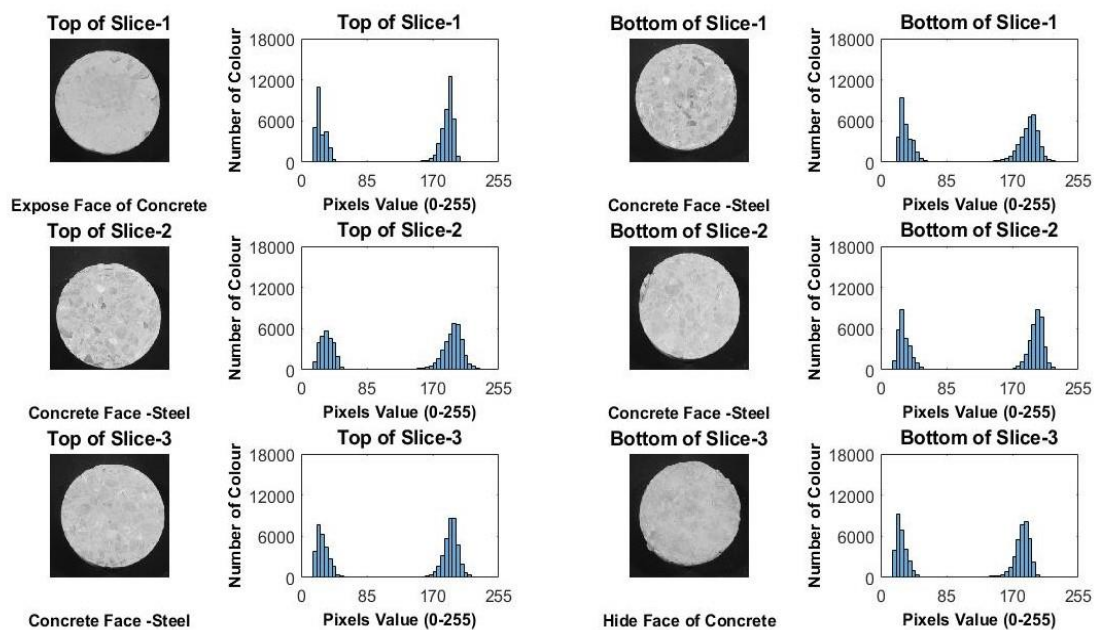 Top of Slice-1
Top of Slice-1
Bottom of Slice-1
Bottom of Slice-1
18000
12000
6000
0
Number of Colour
0 85 170 255
Pixels Value (0-255)
18000
12000
6000
0
Number of Colour
0 85 170 255
Pixels Value (0-255)
Expose Face of Concrete
Concrete Face -Steel
Top of Slice-2
Top of Slice-2
Bottom of Slice-2
Bottom of Slice-2
18000
12000
6000
0
Number of Colour
0 85 170 255
Pixels Value (0-255)
18000
12000
6000
0
Number of Colour
0 85 170 255
Pixels Value (0-255)
Concrete Face -Steel
Concrete Face -Steel
Top of Slice-3
Top of Slice-3
Bottom of Slice-3
Bottom of Slice-3
18000
12000
6000
0
Number of Colour
0 85 170 255
Pixels Value (0-255)
18000
12000
6000
0
Number of Colour
0 85 170 255
Pixels Value (0-255)
Concrete Face -Steel
Hide Face of Concrete